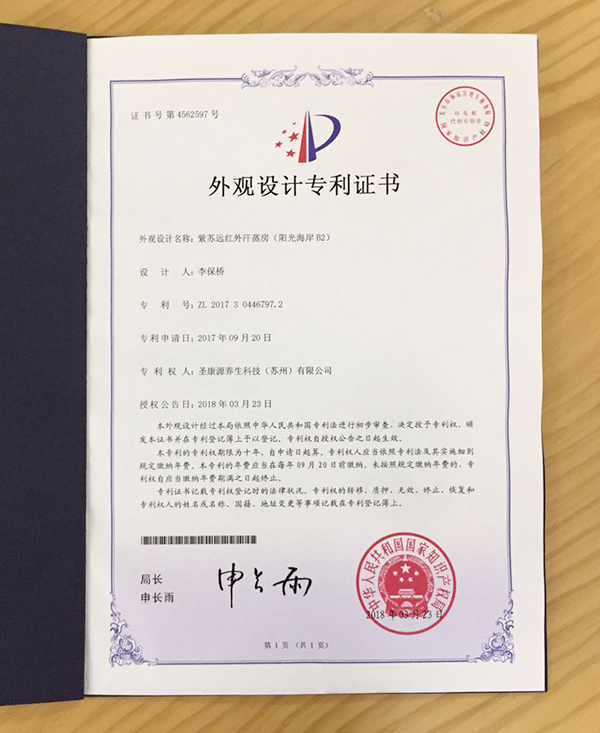 证书号第4562597号
外观设计专利证书
外观设计名称：紫苏远红外汗蒸房（阳光海岸B2）
设 计 人：李保桥
专 利 号：ZL 2017 3 0446797.2
专利申请日：2017年09月20日
专 利 权 人：圣康源养生科技（苏州）有限公司
授权公告日：2018年03月23日
本外观设计经过本局依照中华人民共和国专利法进行初步审查，决定授予专利权，颁
发本证书并在专利登记簿上予以登记。专利权自授权公告之日起生效。
本专利的专利权期限为十年，自申请日起算。专利权人应当依照专利法及其实施细则
规定缴纳年费。本专利的年费应当在每年09月20日前缴纳。未按照规定缴纳年费的，专
利权自应当缴纳年费期满之日起终止。
专利证书记载专利权登记时的法律状况。专利权的转移、质押、无效、终止、恢复和
专利权人的姓名或名称、国籍、地址变更等事项记载在专利登记簿上。
局长
申长雨
申长雨
中华人民共和国国家知识产权局
2018年03月23日
第1页（共1页）